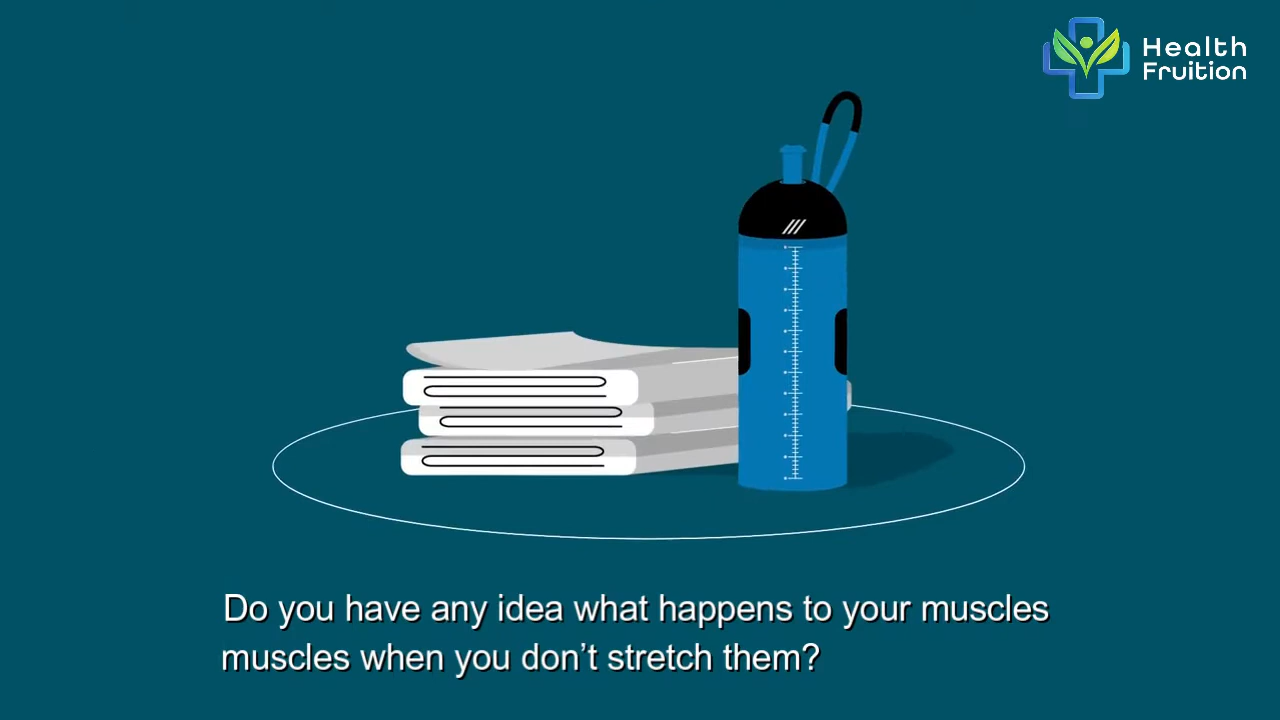 Health
Fruition
Do you have any idea what happens to your muscles
muscles when you don’t stretch them?